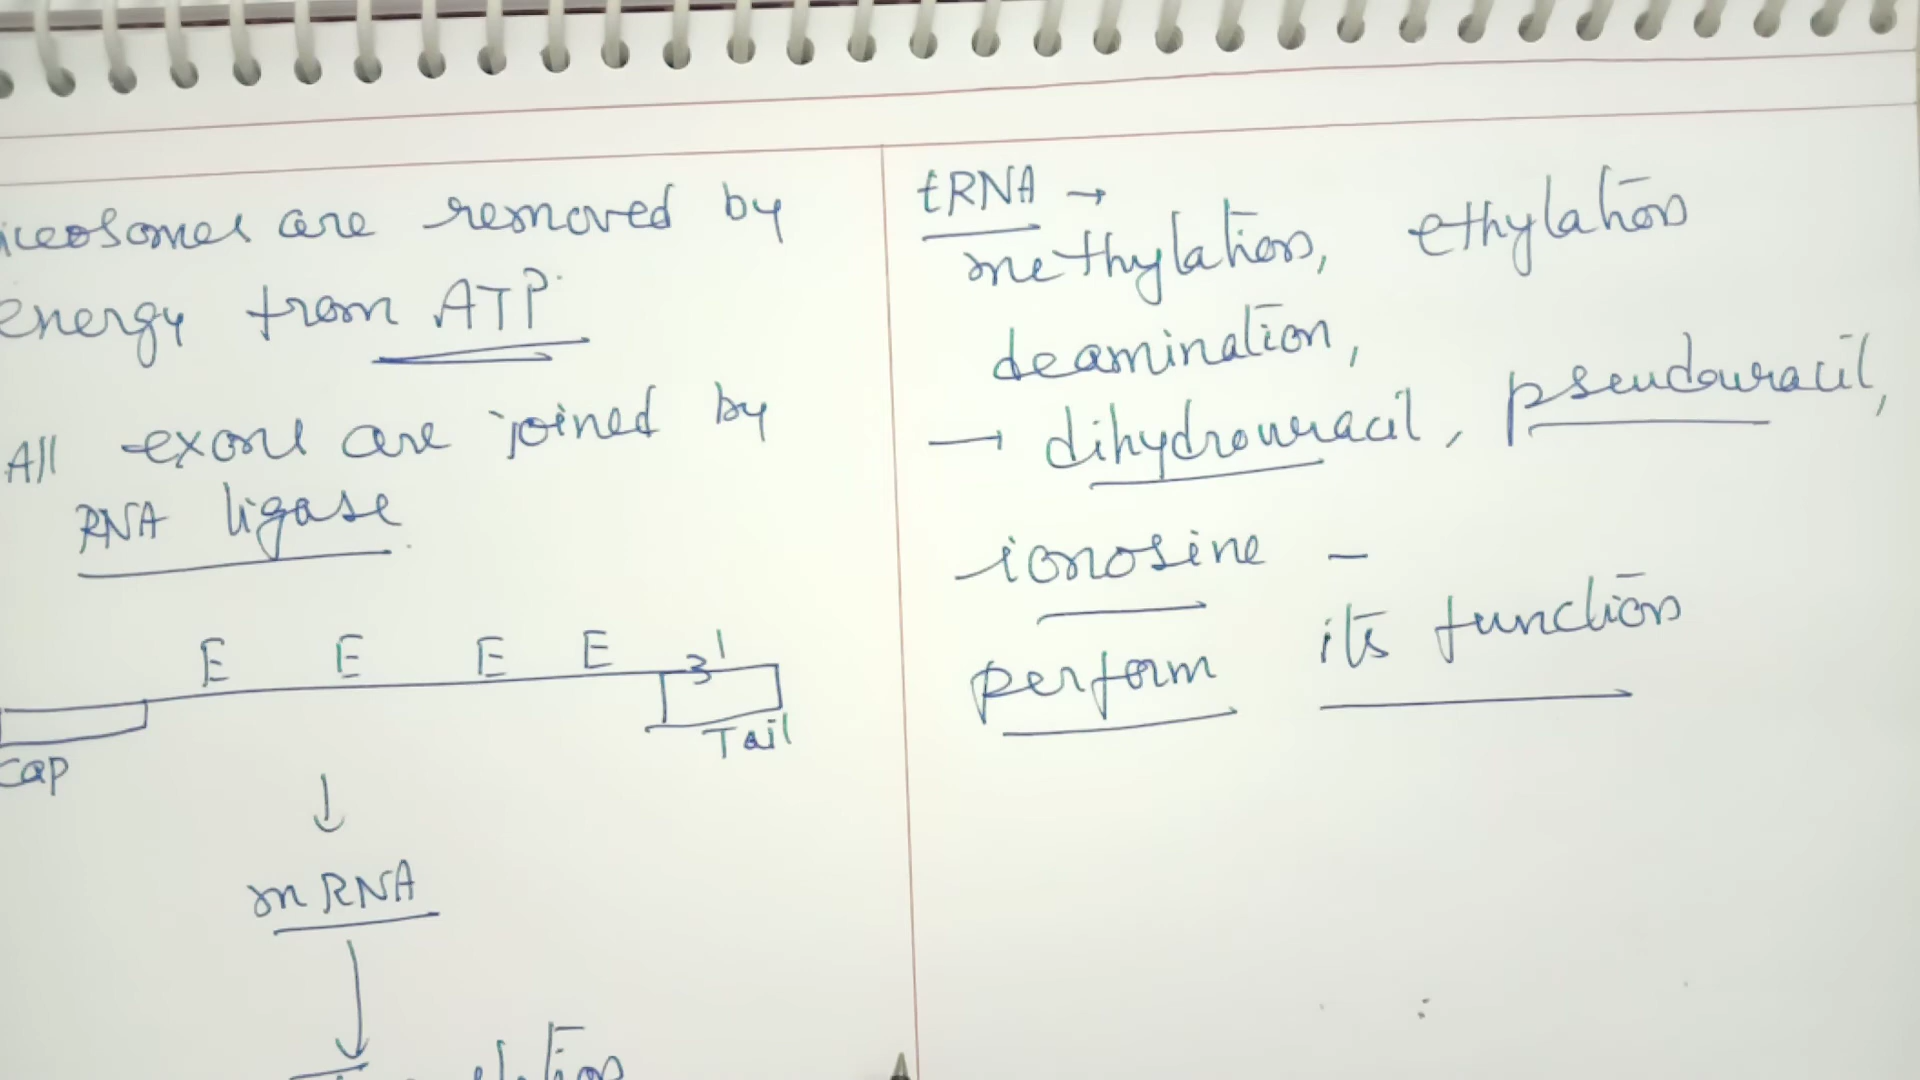 are removed by
energy from ATP
All exons are joined by
RNA ligase
E E E E 3'
Tail
Cap
mRNA
tRNA →
methylation, ethylation
deamination,
→ dihydrouracil, pseudouracil,
ionosine –
perform its function